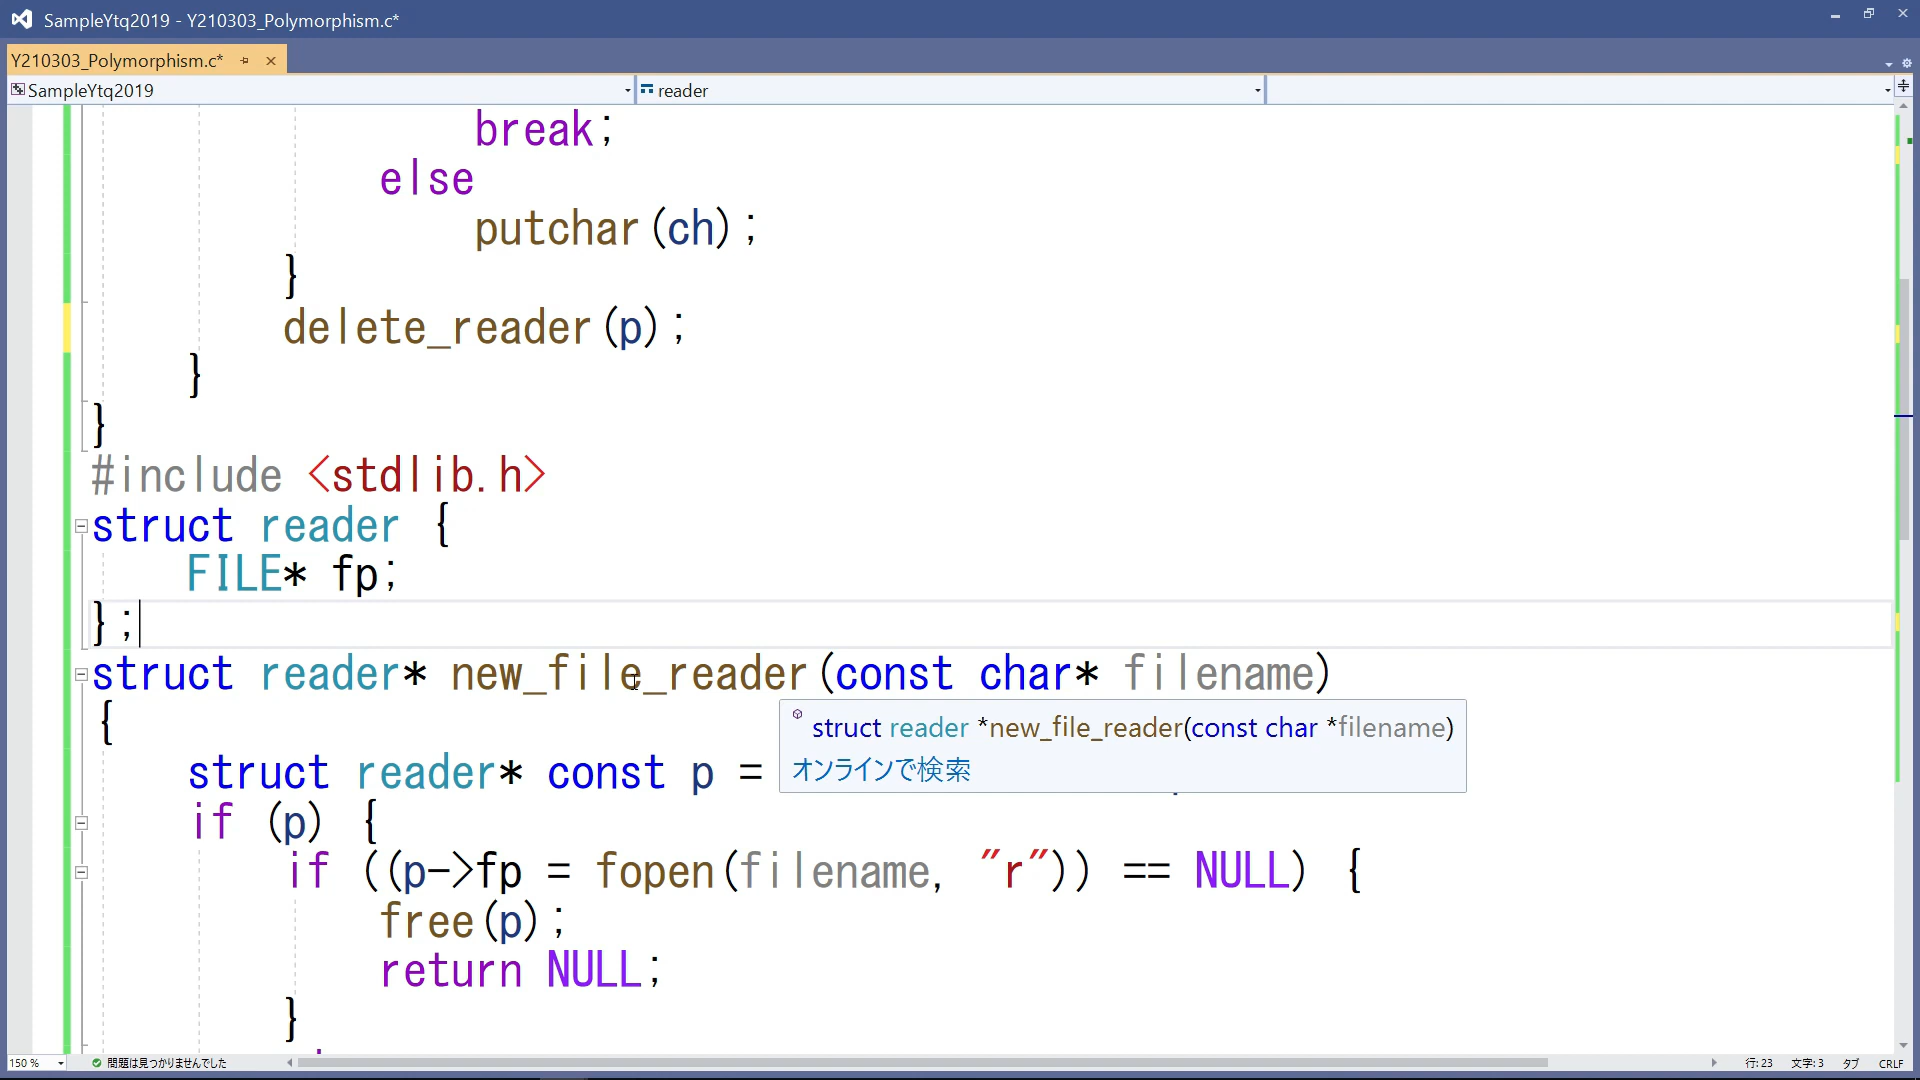 SampleYtq2019 - Y210303_Polymorphism.c*
Y210303_Polymorphism.c*
SampleYtq2019
reader
break;
else
putchar(ch);
}
delete_reader(p);
}
}
#include <stdlib.h>
struct reader {
FILE* fp;
};
struct reader* new_file_reader(const char* filename)
{
struct reader *new_file_reader(const char *filename)
オンラインで検索
struct reader* const p =
if (p) {
if ((p->fp = fopen(filename, "r")) == NULL) {
free(p);
return NULL;
}
150 %
問題は見つかりませんでした
行: 23
文字: 3
タブ
CRLF